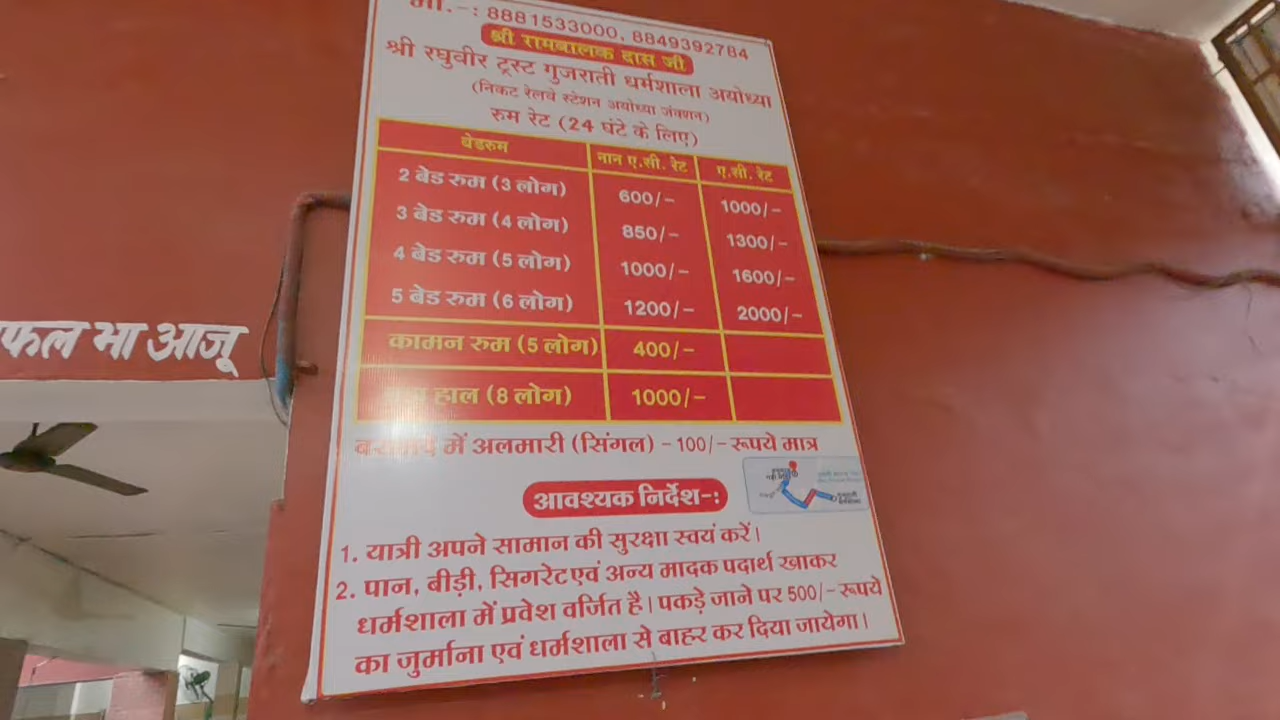 मो.-: 8881533000, 8849392784
श्री रामबालक दास जी
श्री रघुवीर ट्रस्ट गुजराती धर्मशाला अयोध्या
(निकट रेलवे स्टेशन अयोध्या जंक्शन)
रुम रेट (24 घंटे के लिए)
बेडरुम नान ए.सी. रेट ए.सी. रेट
2 बेड रुम (3 लोग) 600/- 1000/-
3 बेड रुम (4 लोग) 850/- 1300/-
4 बेड रुम (5 लोग) 1000/- 1600/-
5 बेड रुम (6 लोग) 1200/- 2000/-
कामन रुम (5 लोग) 400/-
हाल (8 लोग) 1000/-
में अलमारी (सिंगल) - 100/- रूपये मात्र
आवश्यक निर्देश-:
1. यात्री अपने सामान की सुरक्षा स्वयं करें।
2. पान, बीड़ी, सिगरेट एवं अन्य मादक पदार्थ खाकर
धर्मशाला में प्रवेश वर्जित है। पकड़े जाने पर 500/- रूपये
का जुर्माना एवं धर्मशाला से बाहर कर दिया जायेगा।
फल भा आजू